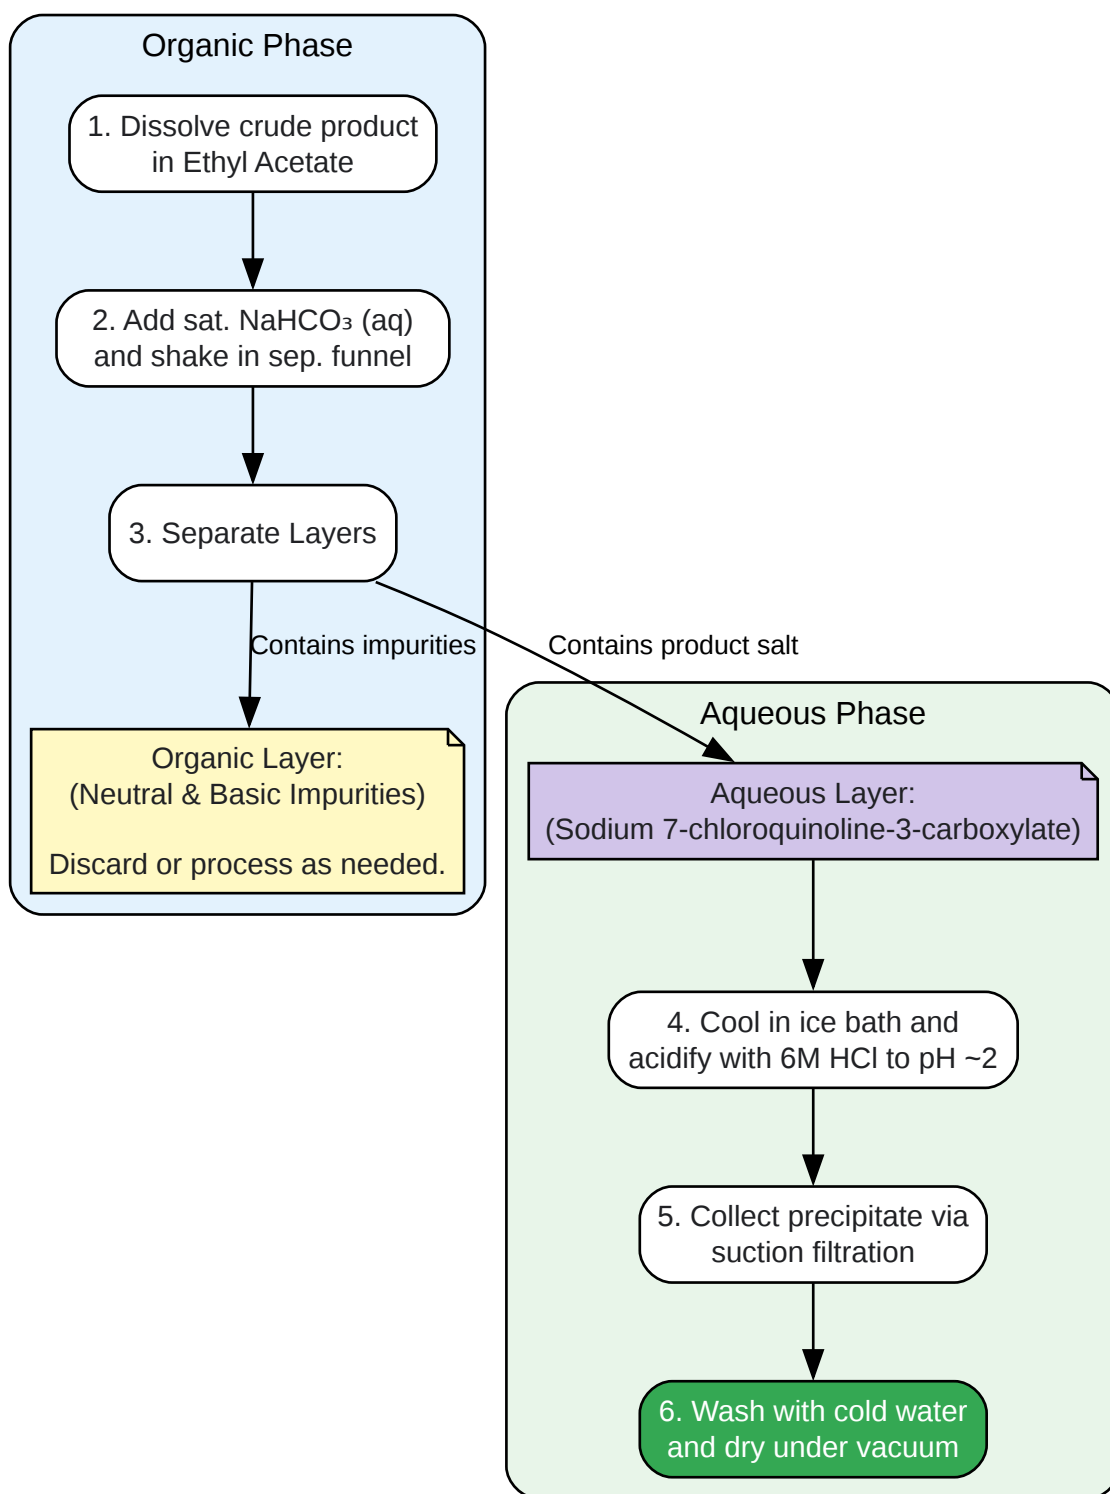 Organic Phase
1. Dissolve crude product
in Ethyl Acetate
2. Add sat. NaHCO₃ (aq)
and shake in sep. funnel
3. Separate Layers
Contains impurities
Contains product salt
Organic Layer:
(Neutral & Basic Impurities)
Discard or process as needed.
Aqueous Phase
Aqueous Layer:
(Sodium 7-chloroquinoline-3-carboxylate)
4. Cool in ice bath and
acidify with 6M HCl to pH ~2
5. Collect precipitate via
suction filtration
6. Wash with cold water
and dry under vacuum